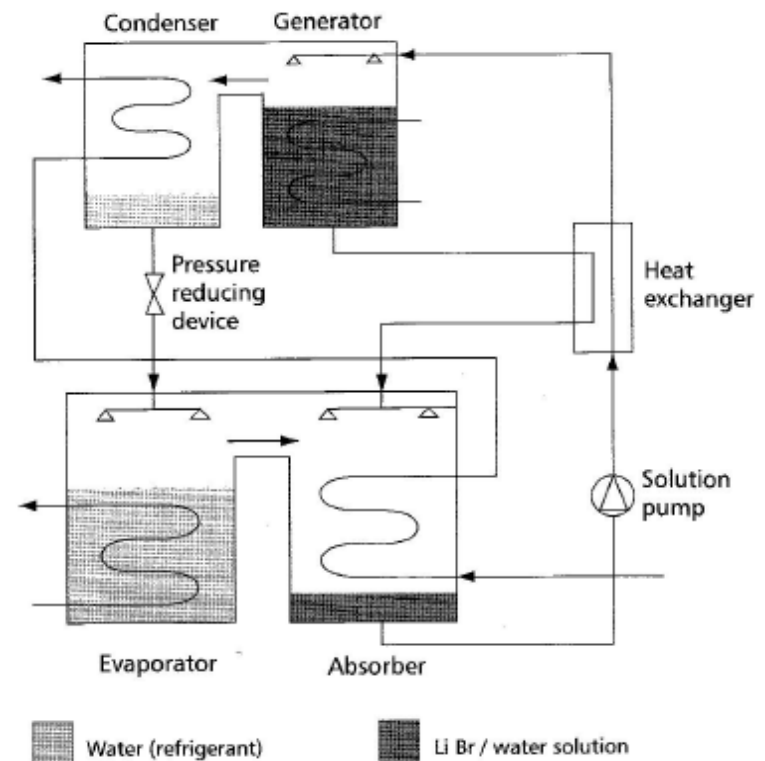 Condenser
Generator
Pressure
reducing
device
Heat
exchanger
Solution
pump
Evaporator
Absorber
Water (refrigerant)
Li Br / water solution